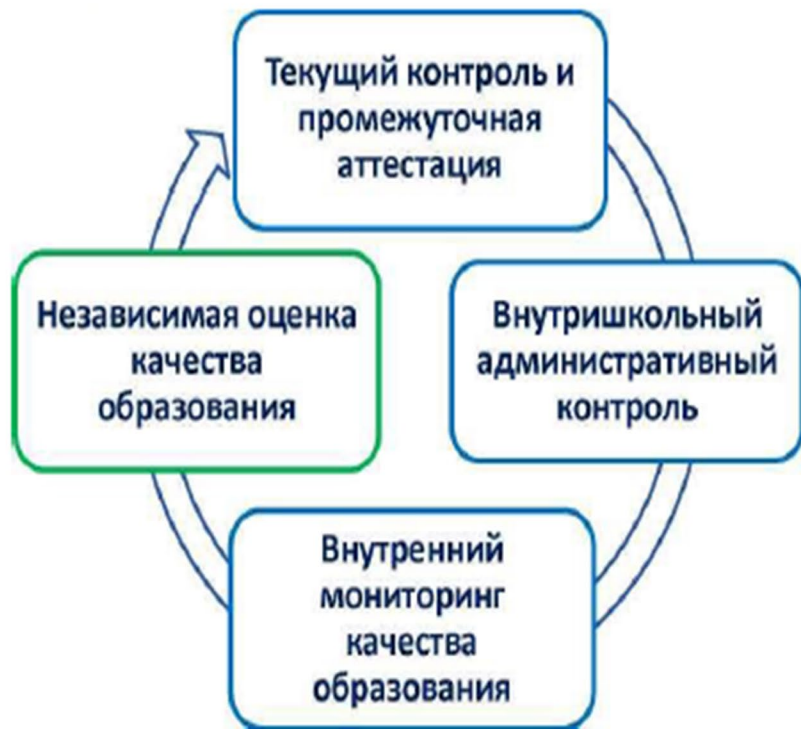 Текущий контроль и
промежуточная
аттестация
Независимая оценка
качества
образования
Внутришкольный
административный
контроль
Внутренний
мониторинг
качества
образования